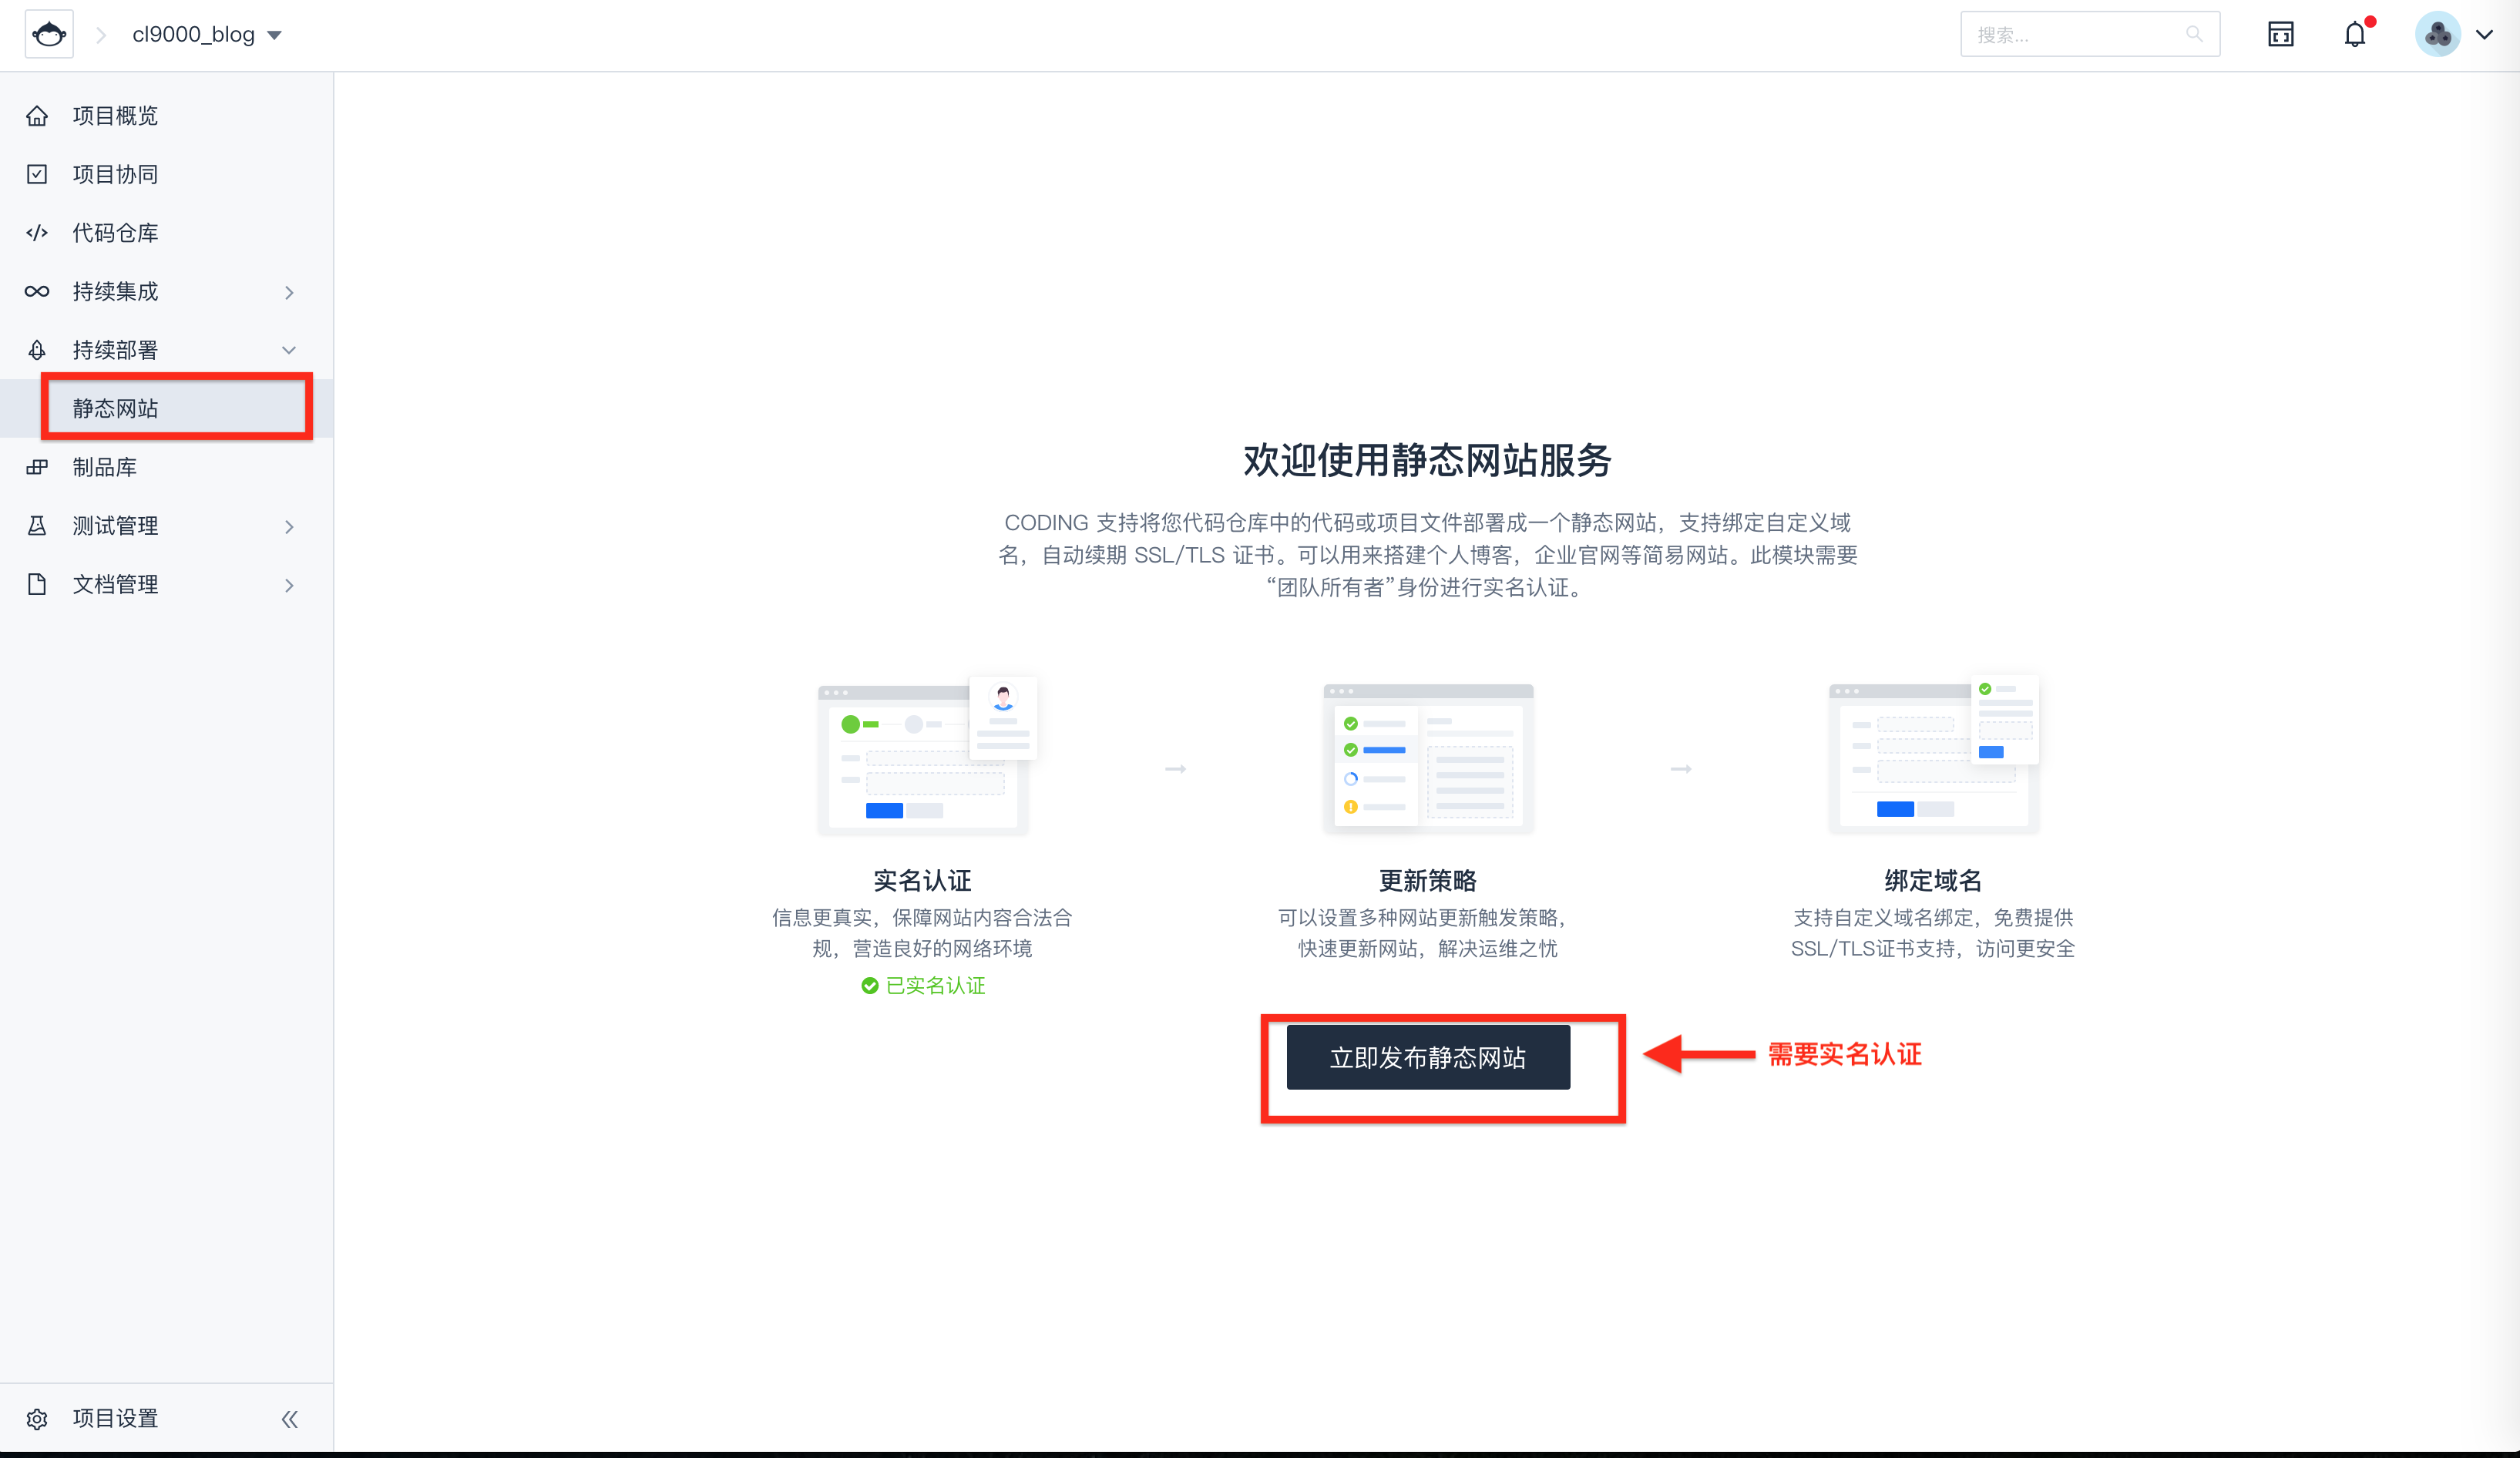 cl9000_blog
搜索...
项目概览
项目协同
代码仓库
持续集成
持续部署
静态网站
制品库
测试管理
文档管理
欢迎使用静态网站服务
CODING 支持将您代码仓库中的代码或项目文件部署成一个静态网站，支持绑定自定义域
名，自动续期 SSL/TLS 证书。可以用来搭建个人博客，企业官网等简易网站。此模块需要
“团队所有者”身份进行实名认证。
实名认证
信息更真实，保障网站内容合法合
规，营造良好的网络环境
已实名认证
更新策略
可以设置多种网站更新触发策略，
快速更新网站，解决运维之忧
绑定域名
支持自定义域名绑定，免费提供
SSL/TLS证书支持，访问更安全
立即发布静态网站
需要实名认证
项目设置